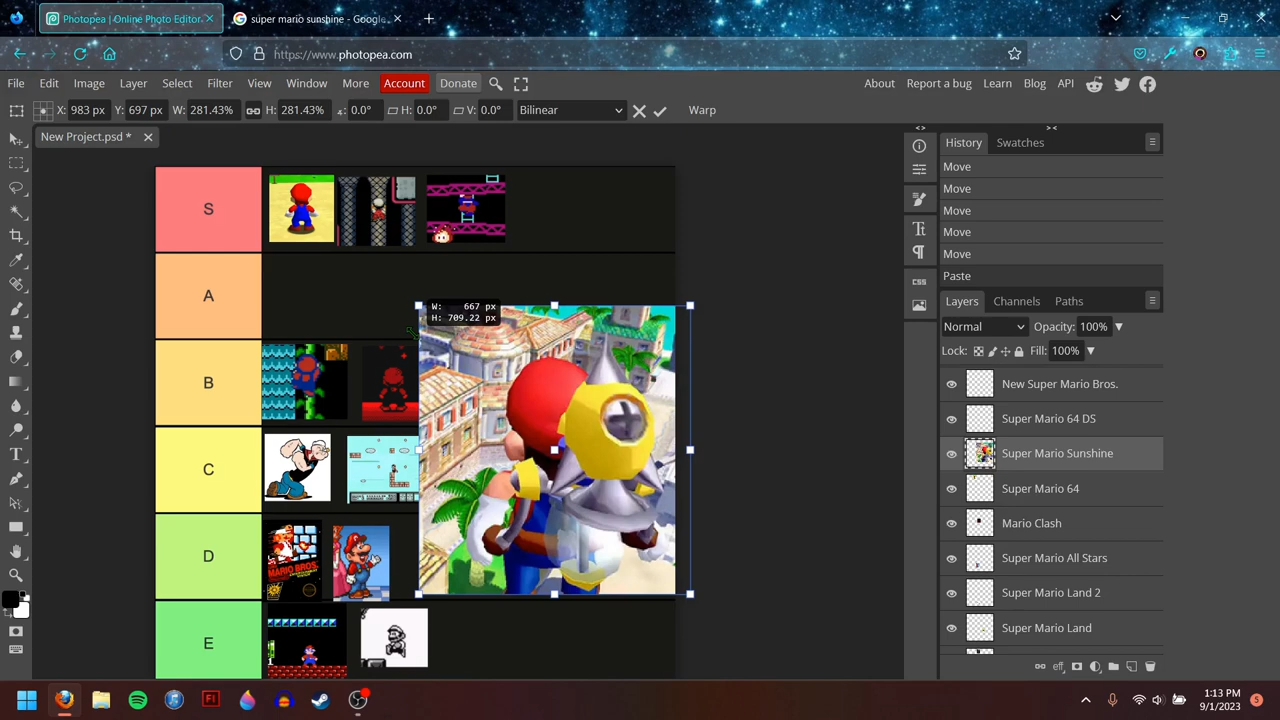 Photopea | Online Photo Editor ×
super mario sunshine - Google ×
https://www.photopea.com
File Edit Image Layer Select Filter View Window More Account Donate
About Report a bug Learn Blog API
X: 983 px Y: 697 px W: 281.43% H: 281.43% 0.0° H: 0.0° V: 0.0° Bilinear Warp
New Project.psd *
History Swatches
Move
Move
Move
Move
Move
Paste
Layers Channels Paths
Normal Opacity: 100%
Lock: Fill: 100%
New Super Mario Bros.
Super Mario 64 DS
Super Mario Sunshine
Super Mario 64
Mario Clash
Super Mario All Stars
Super Mario Land 2
Super Mario Land
CSS
S
A
W: 667 px
H: 709.22 px
B
C
D
MARIO BROS.
E
1:13 PM
9/1/2023
5